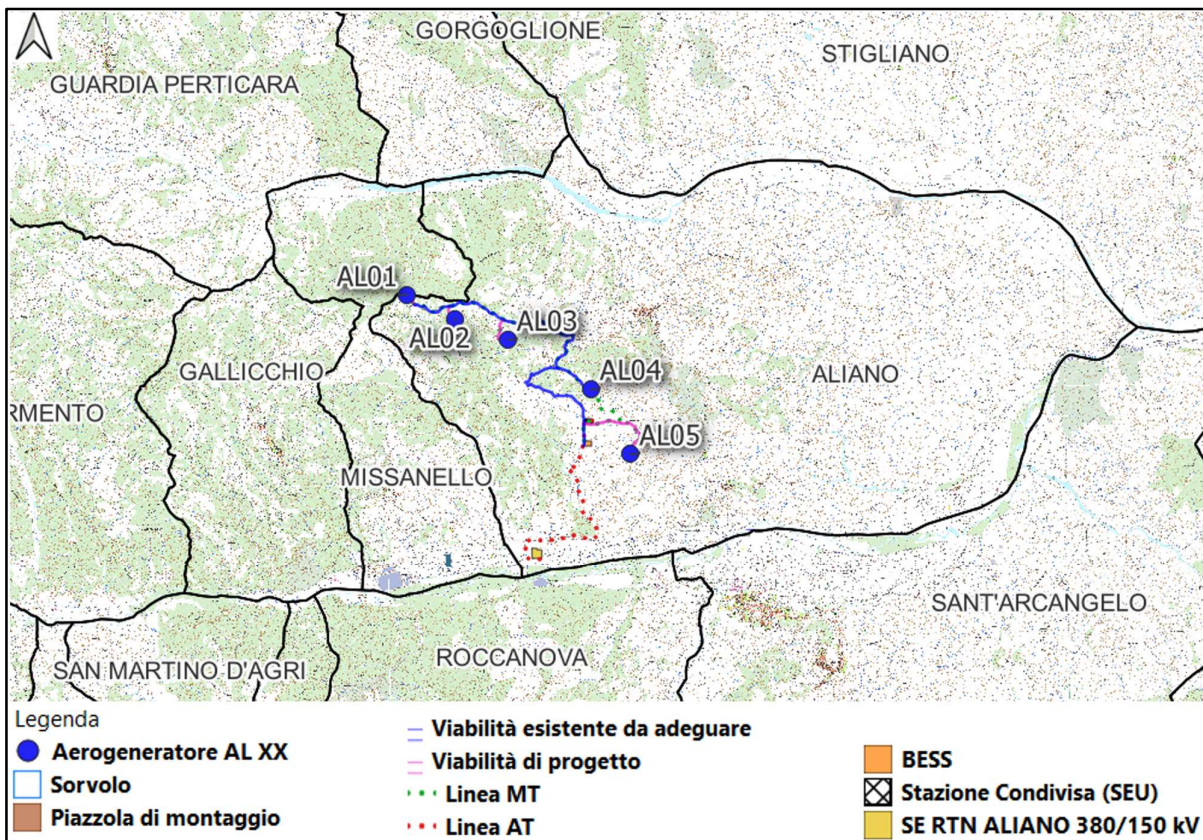 GORGOGLIONE
STIGLIANO
GUARDIA PERTICARA
AL01
AL02
AL03
GALLICCHIO
AL04
ALIANO
RMENTO
AL05
MISSANELLO
SANT'ARCANGELO
ROCCANOVA
SAN MARTINO D'AGRI
Legenda
Aerogeneratore AL XX
Sorvolo
Piazzola di montaggio
Viabilità esistente da adeguare
Viabilità di progetto
Linea MT
Linea AT
BESS
Stazione Condivisa (SEU)
SE RTN ALIANO 380/150 kV